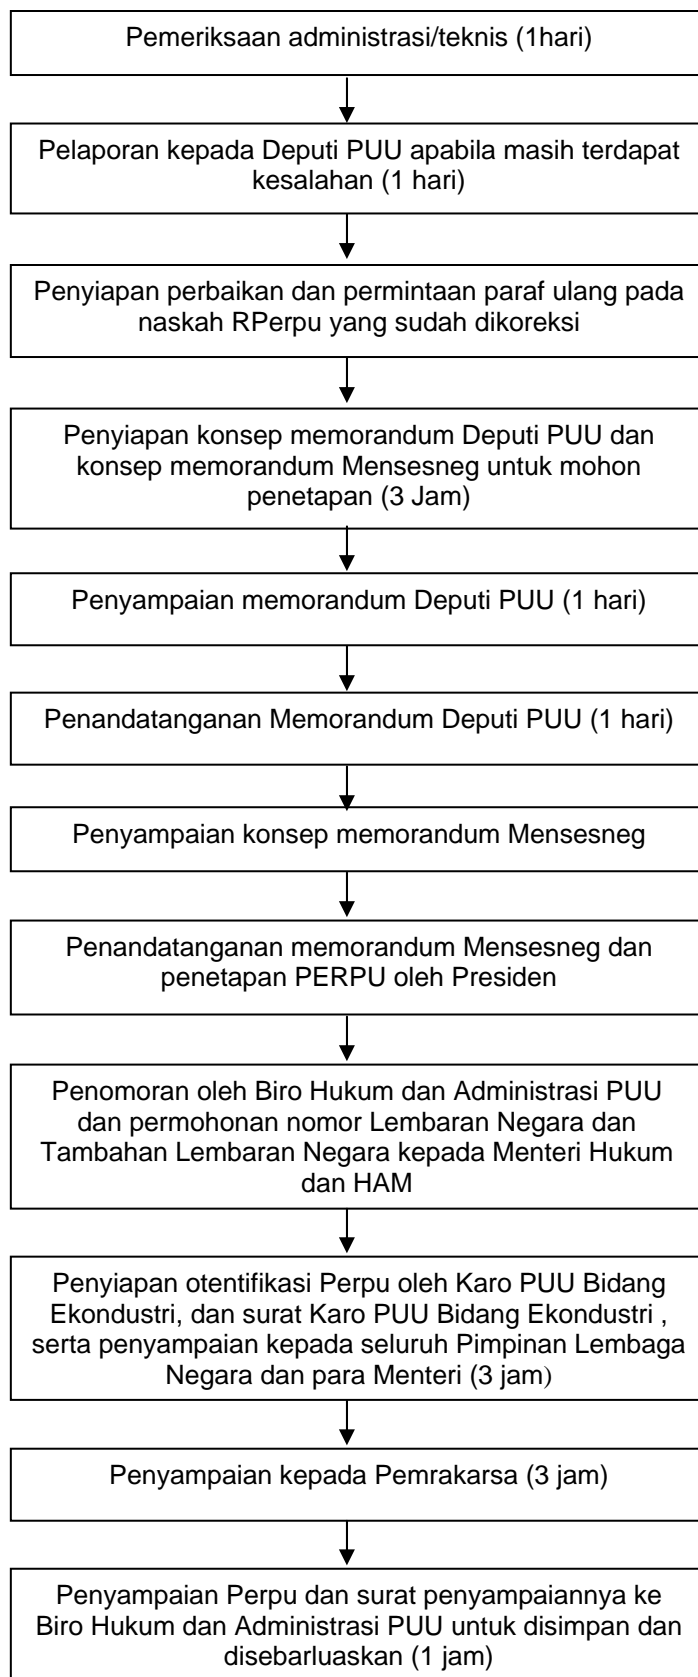 Pemeriksaan administrasi/teknis (1hari)
Pelaporan kepada Deputi PUU apabila masih terdapat
kesalahan (1 hari)
Penyiapan perbaikan dan permintaan paraf ulang pada
naskah RPerpu yang sudah dikoreksi
Penyiapan konsep memorandum Deputi PUU dan
konsep memorandum Mensesneg untuk mohon
penetapan (3 Jam)
Penyampaian memorandum Deputi PUU (1 hari)
Penandatanganan Memorandum Deputi PUU (1 hari)
Penyampaian konsep memorandum Mensesneg
Penandatanganan memorandum Mensesneg dan
penetapan PERPU oleh Presiden
Penomoran oleh Biro Hukum dan Administrasi PUU
dan permohonan nomor Lembaran Negara dan
Tambahan Lembaran Negara kepada Menteri Hukum
dan HAM
Penyiapan otentifikasi Perpu oleh Karo PUU Bidang
Ekondustri, dan surat Karo PUU Bidang Ekondustri ,
serta penyampaian kepada seluruh Pimpinan Lembaga
Negara dan para Menteri (3 jam)
Penyampaian kepada Pemrakarsa (3 jam)
Penyampaian Perpu dan surat penyampaiannya ke
Biro Hukum dan Administrasi PUU untuk disimpan dan
disebarluaskan (1 jam)